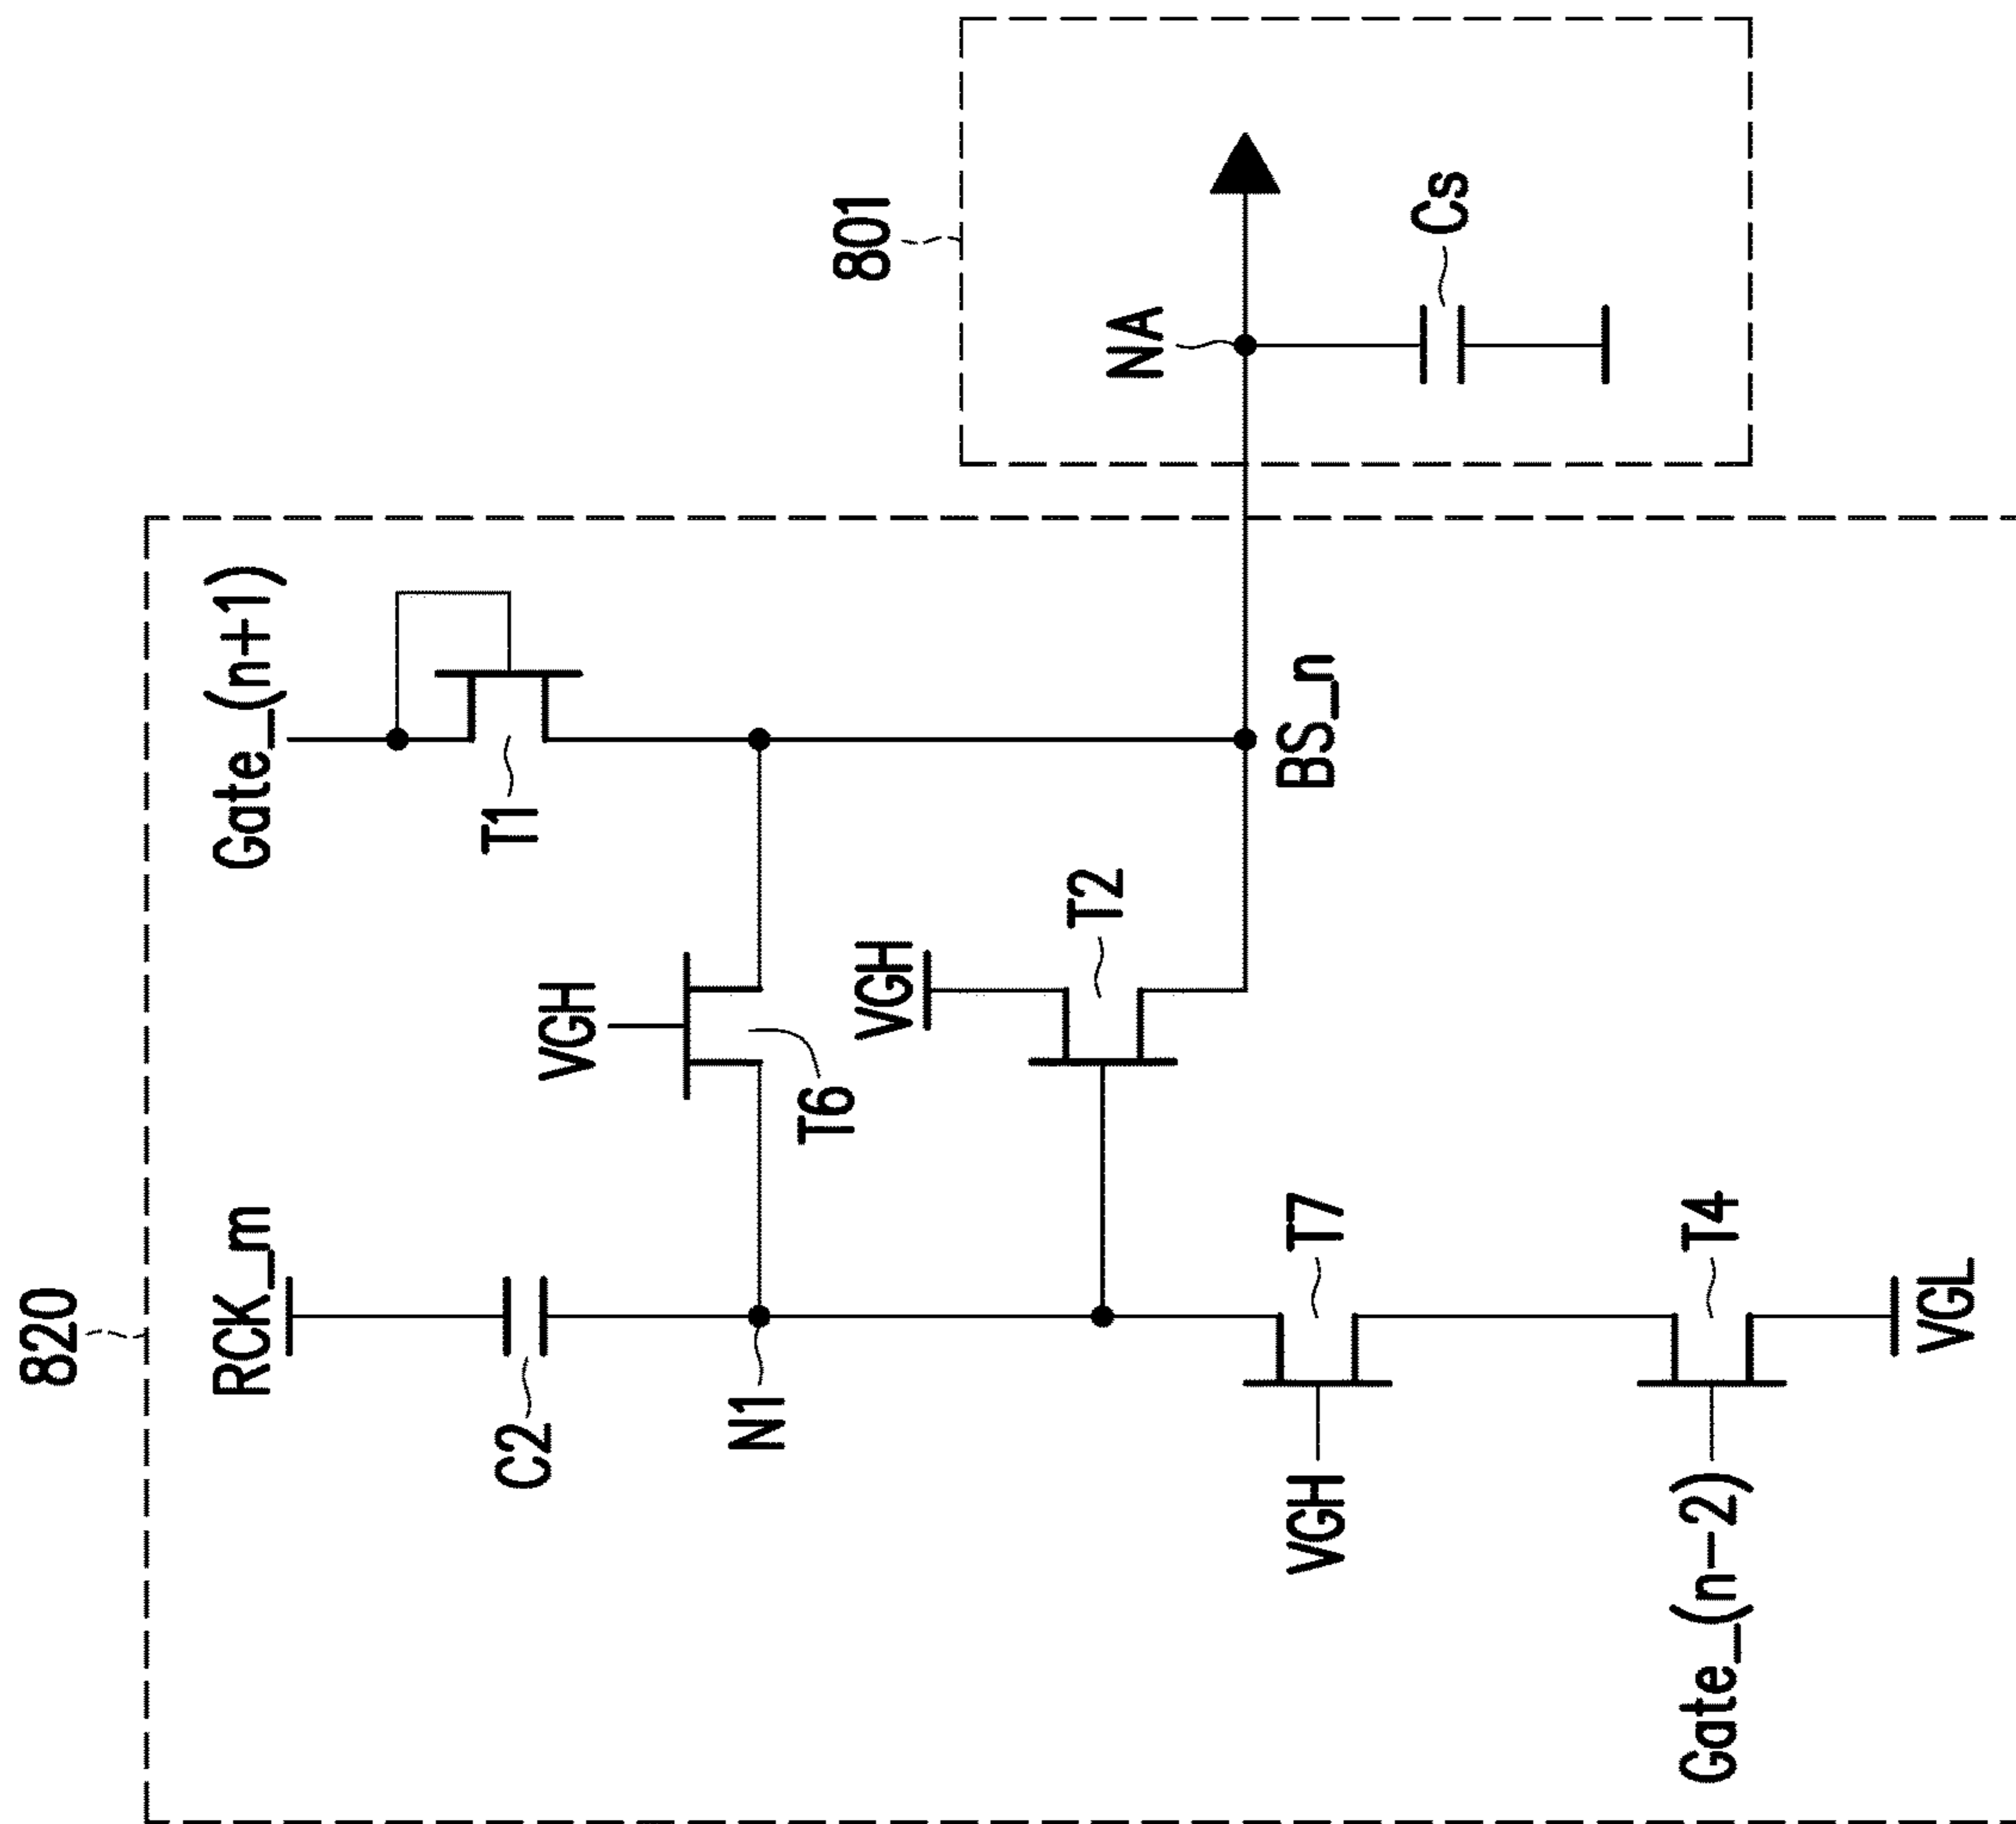 820
RCK_m
C2
N1
VGH
T6
Gate_(n+1)
T1
VGH
T2
BS_n
VGH
T7
Gate_(n-2)
T4
VGL
801
NA
Cs